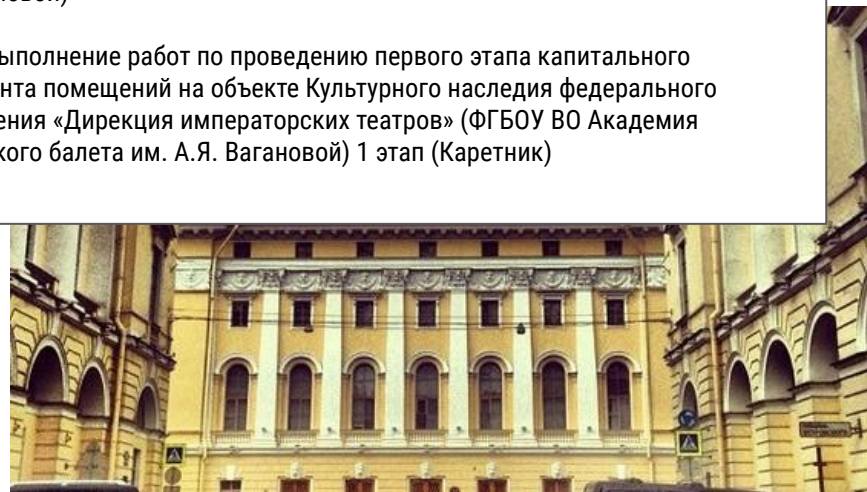 ыполнение работ по проведению первого этапа капитального
нта помещений на объекте Культурного наследия федерального
ения «Дирекция императорских театров» (ФГБОУ ВО Академия
кого балета им. А.Я. Вагановой) 1 этап (Каретник)